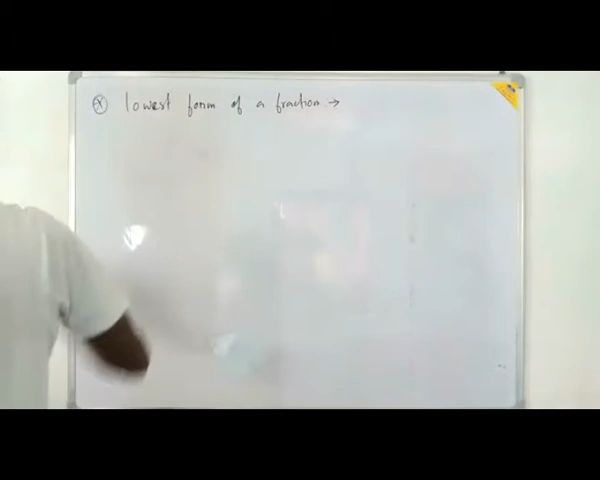 Ⓧ lowest form of a fraction →